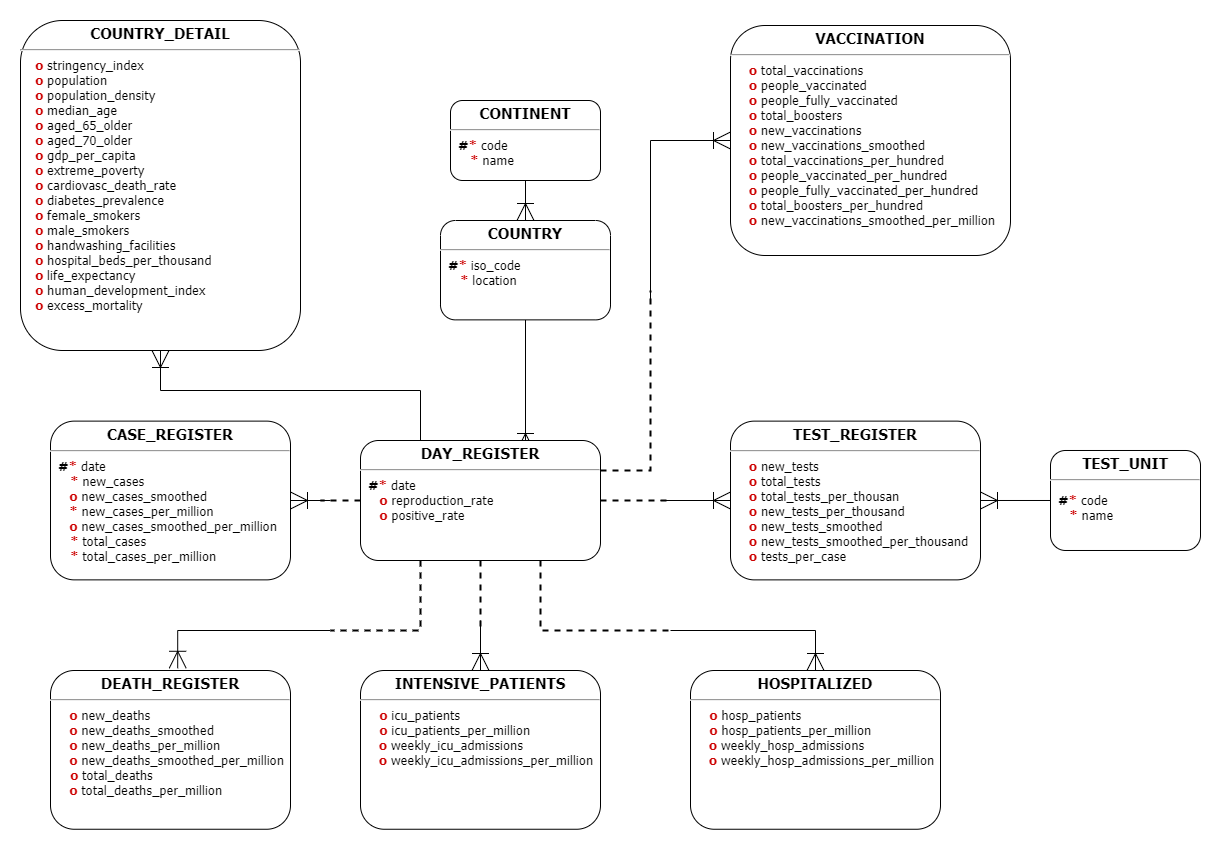 COUNTRY_DETAIL
o stringency_index
o population
o population_density
o median_age
o aged_65_older
o aged_70_older
o gdp_per_capita
o extreme_poverty
o cardiovasc_death_rate
o diabetes_prevalence
o female_smokers
o male_smokers
o handwashing_facilities
o hospital_beds_per_thousand
o life_expectancy
o human_development_index
o excess_mortality
CONTINENT
#* code
* name
COUNTRY
#* iso_code
* location
VACCINATION
o total_vaccinations
o people_vaccinated
o people_fully_vaccinated
o total_boosters
o new_vaccinations
o new_vaccinations_smoothed
o total_vaccinations_per_hundred
o people_vaccinated_per_hundred
o people_fully_vaccinated_per_hundred
o total_boosters_per_hundred
o new_vaccinations_smoothed_per_million
CASE_REGISTER
#* date
* new_cases
o new_cases_smoothed
* new_cases_per_million
o new_cases_smoothed_per_million
* total_cases
* total_cases_per_million
DAY_REGISTER
#* date
o reproduction_rate
o positive_rate
TEST_REGISTER
o new_tests
o total_tests
o total_tests_per_thousan
o new_tests_per_thousand
o new_tests_smoothed
o new_tests_smoothed_per_thousand
o tests_per_case
TEST_UNIT
#* code
* name
DEATH_REGISTER
o new_deaths
o new_deaths_smoothed
o new_deaths_per_million
o new_deaths_smoothed_per_million
o total_deaths
o total_deaths_per_million
INTENSIVE_PATIENTS
o icu_patients
o icu_patients_per_million
o weekly_icu_admissions
o weekly_icu_admissions_per_million
HOSPITALIZED
o hosp_patients
o hosp_patients_per_million
o weekly_hosp_admissions
o weekly_hosp_admissions_per_million